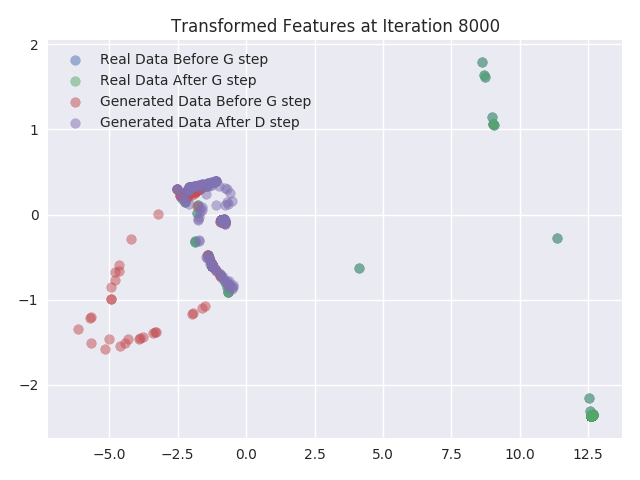 Transformed Features at Iteration 8000
Real Data Before G step
Real Data After G step
Generated Data Before G step
Generated Data After D step
2
1
0
−1
−2
−5.0 −2.5 0.0 2.5 5.0 7.5 10.0 12.5